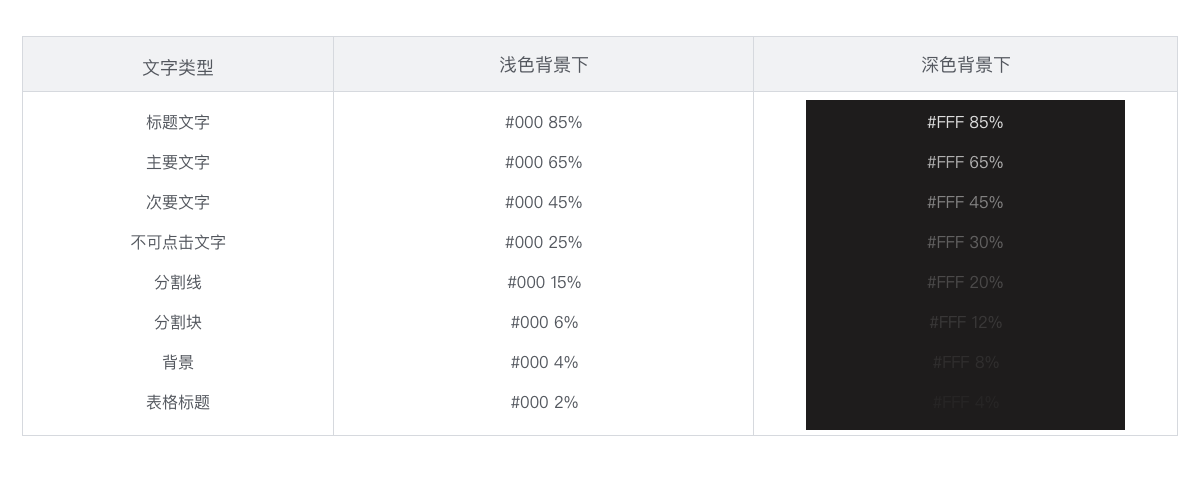 文字类型 浅色背景下 深色背景下
标题文字 #000 85% #FFF 85%
主要文字 #000 65% #FFF 65%
次要文字 #000 45% #FFF 45%
不可点击文字 #000 25% #FFF 30%
分割线 #000 15% #FFF 20%
分割块 #000 6% #FFF 12%
背景 #000 4% #FFF 8%
表格标题 #000 2% #FFF 4%